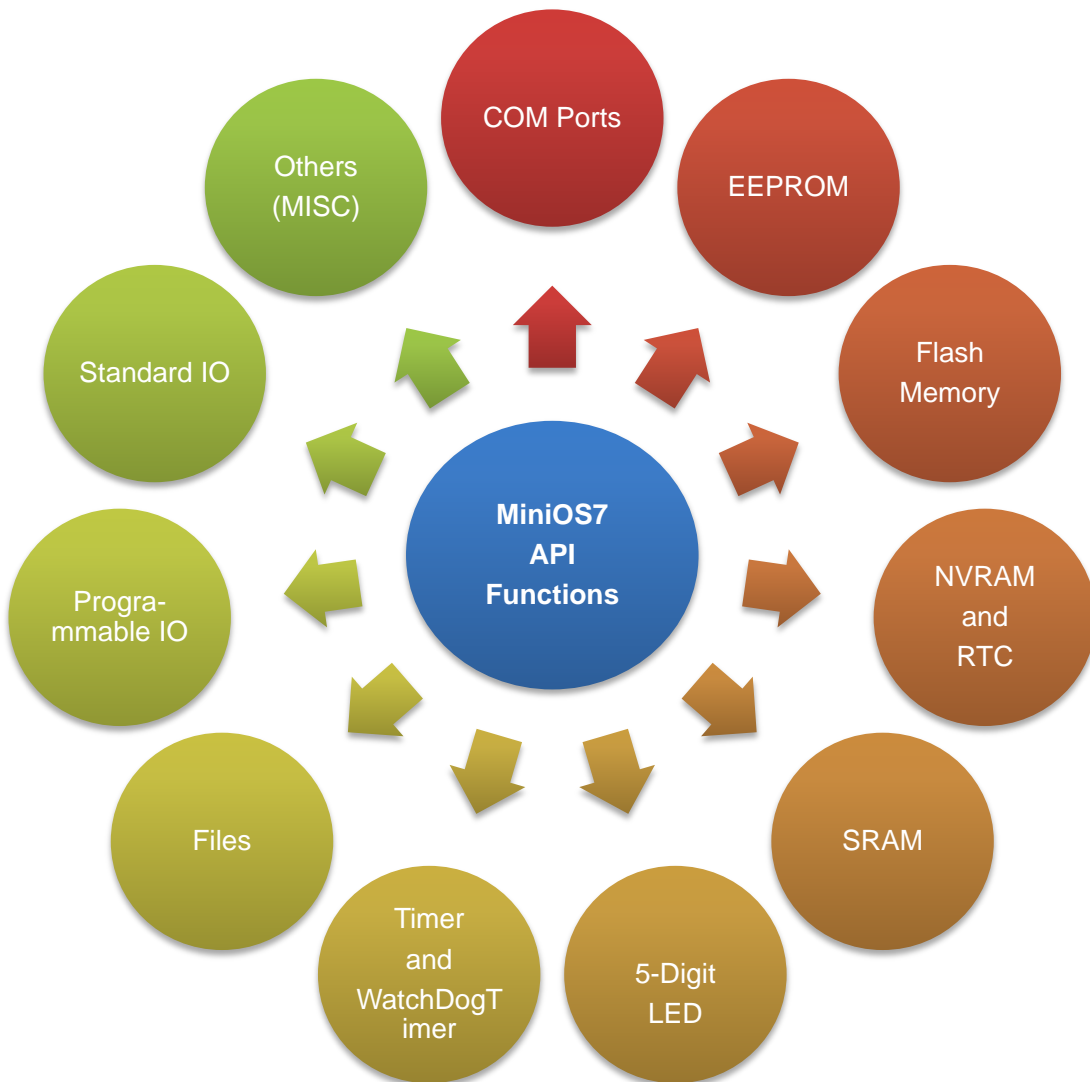 COM Ports
EEPROM
Flash
Memory
NVRAM
and
RTC
SRAM
5-Digit
LED
Timer
and
WatchDogT
imer
Files
Progra-
mmable IO
Standard IO
Others
(MISC)
MiniOS7
API
Functions